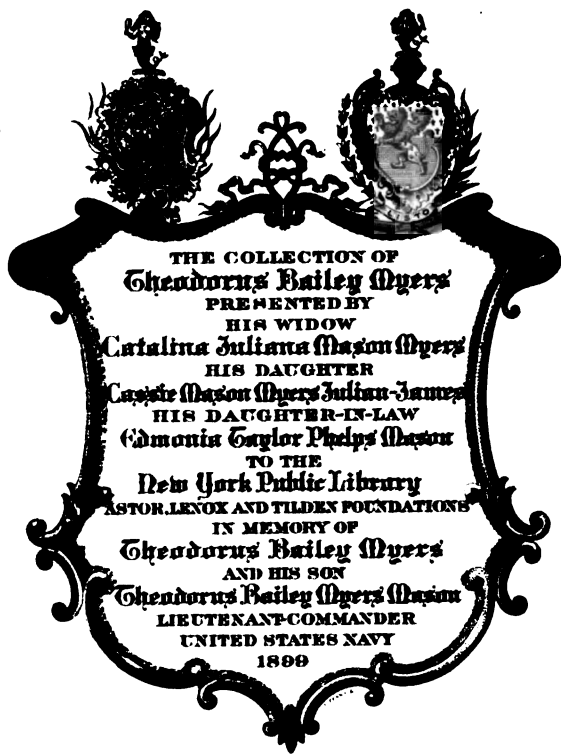 THE COLLECTION OF
Theodorus Bailey Myers
PRESENTED BY
HIS WIDOW
Catalina Juliana Mason Myers
HIS DAUGHTER
Cassie Mason Myers Julian-James
HIS DAUGHTER-IN-LAW
Edmonia Taylor Phelps Mason
TO THE
New York Public Library
ASTOR, LENOX AND TILDEN FOUNDATIONS
IN MEMORY OF
Theodorus Bailey Myers
AND HIS SON
Theodorus Bailey Myers Mason
LIEUTENANT-COMMANDER
UNITED STATES NAVY
1899